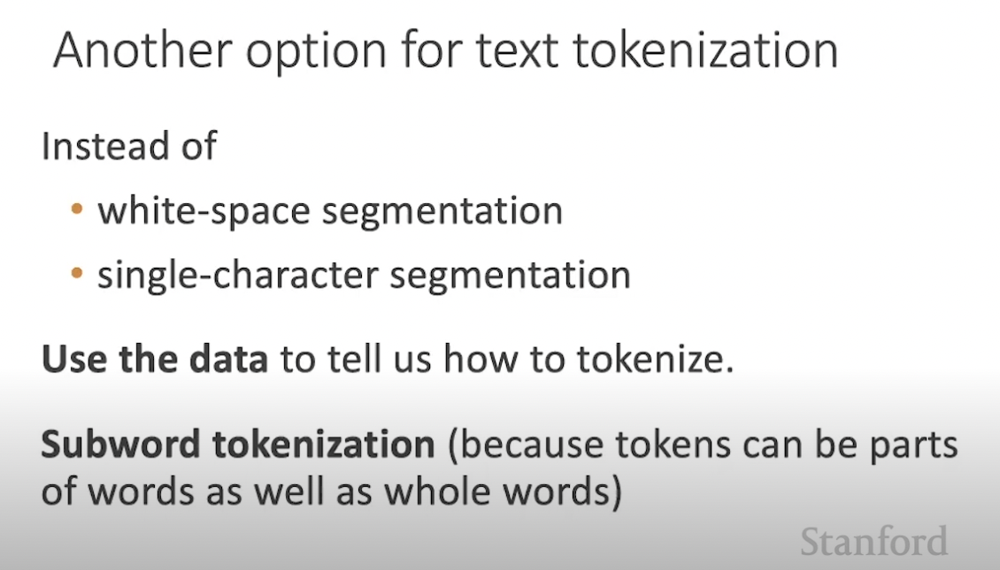 Another option for text tokenization
Instead of
• white-space segmentation
• single-character segmentation
Use the data to tell us how to tokenize.
Subword tokenization (because tokens can be parts
of words as well as whole words)
Stanford